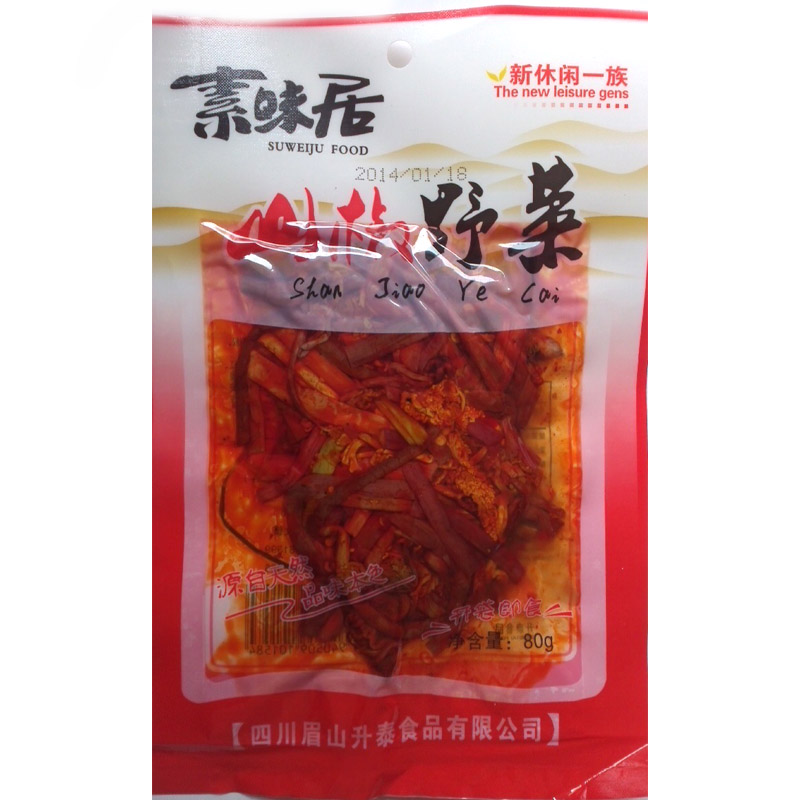 素味居
SUWEIJU FOOD
新休闲一族
The new leisure gens
2014/01/18
山椒野菜
Shan Jiao Ye Cai
源自天然
品味本色
开袋即食
净含量：80g
【四川眉山升泰食品有限公司】